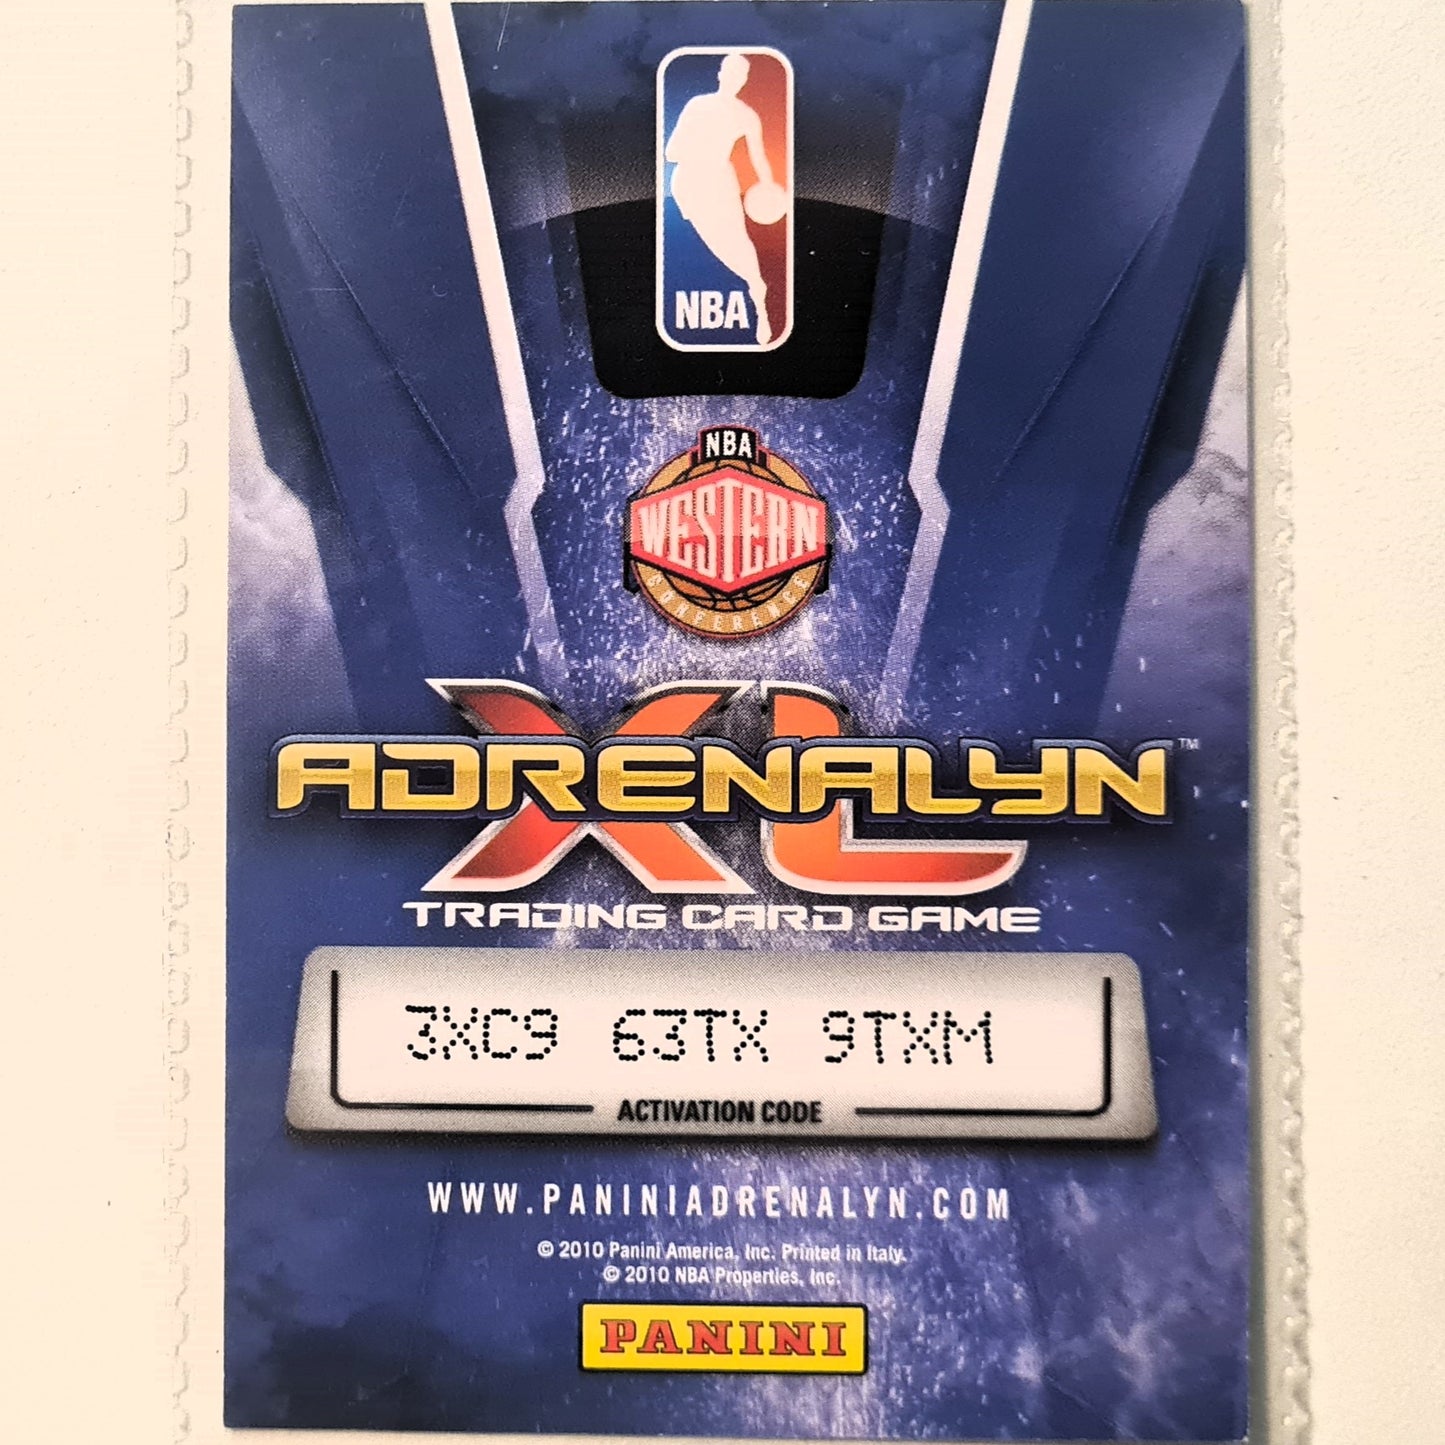 NBA
NBA
WESTERN
CONFERENCE
ADRENALYN™
XL
TRADING CARD GAME
3XC9 63TX 9TXM
ACTIVATION CODE
WWW.PANINIADRENALYN.COM
© 2010 Panini America, Inc. Printed in Italy.
© 2010 NBA Properties, Inc.
PANINI